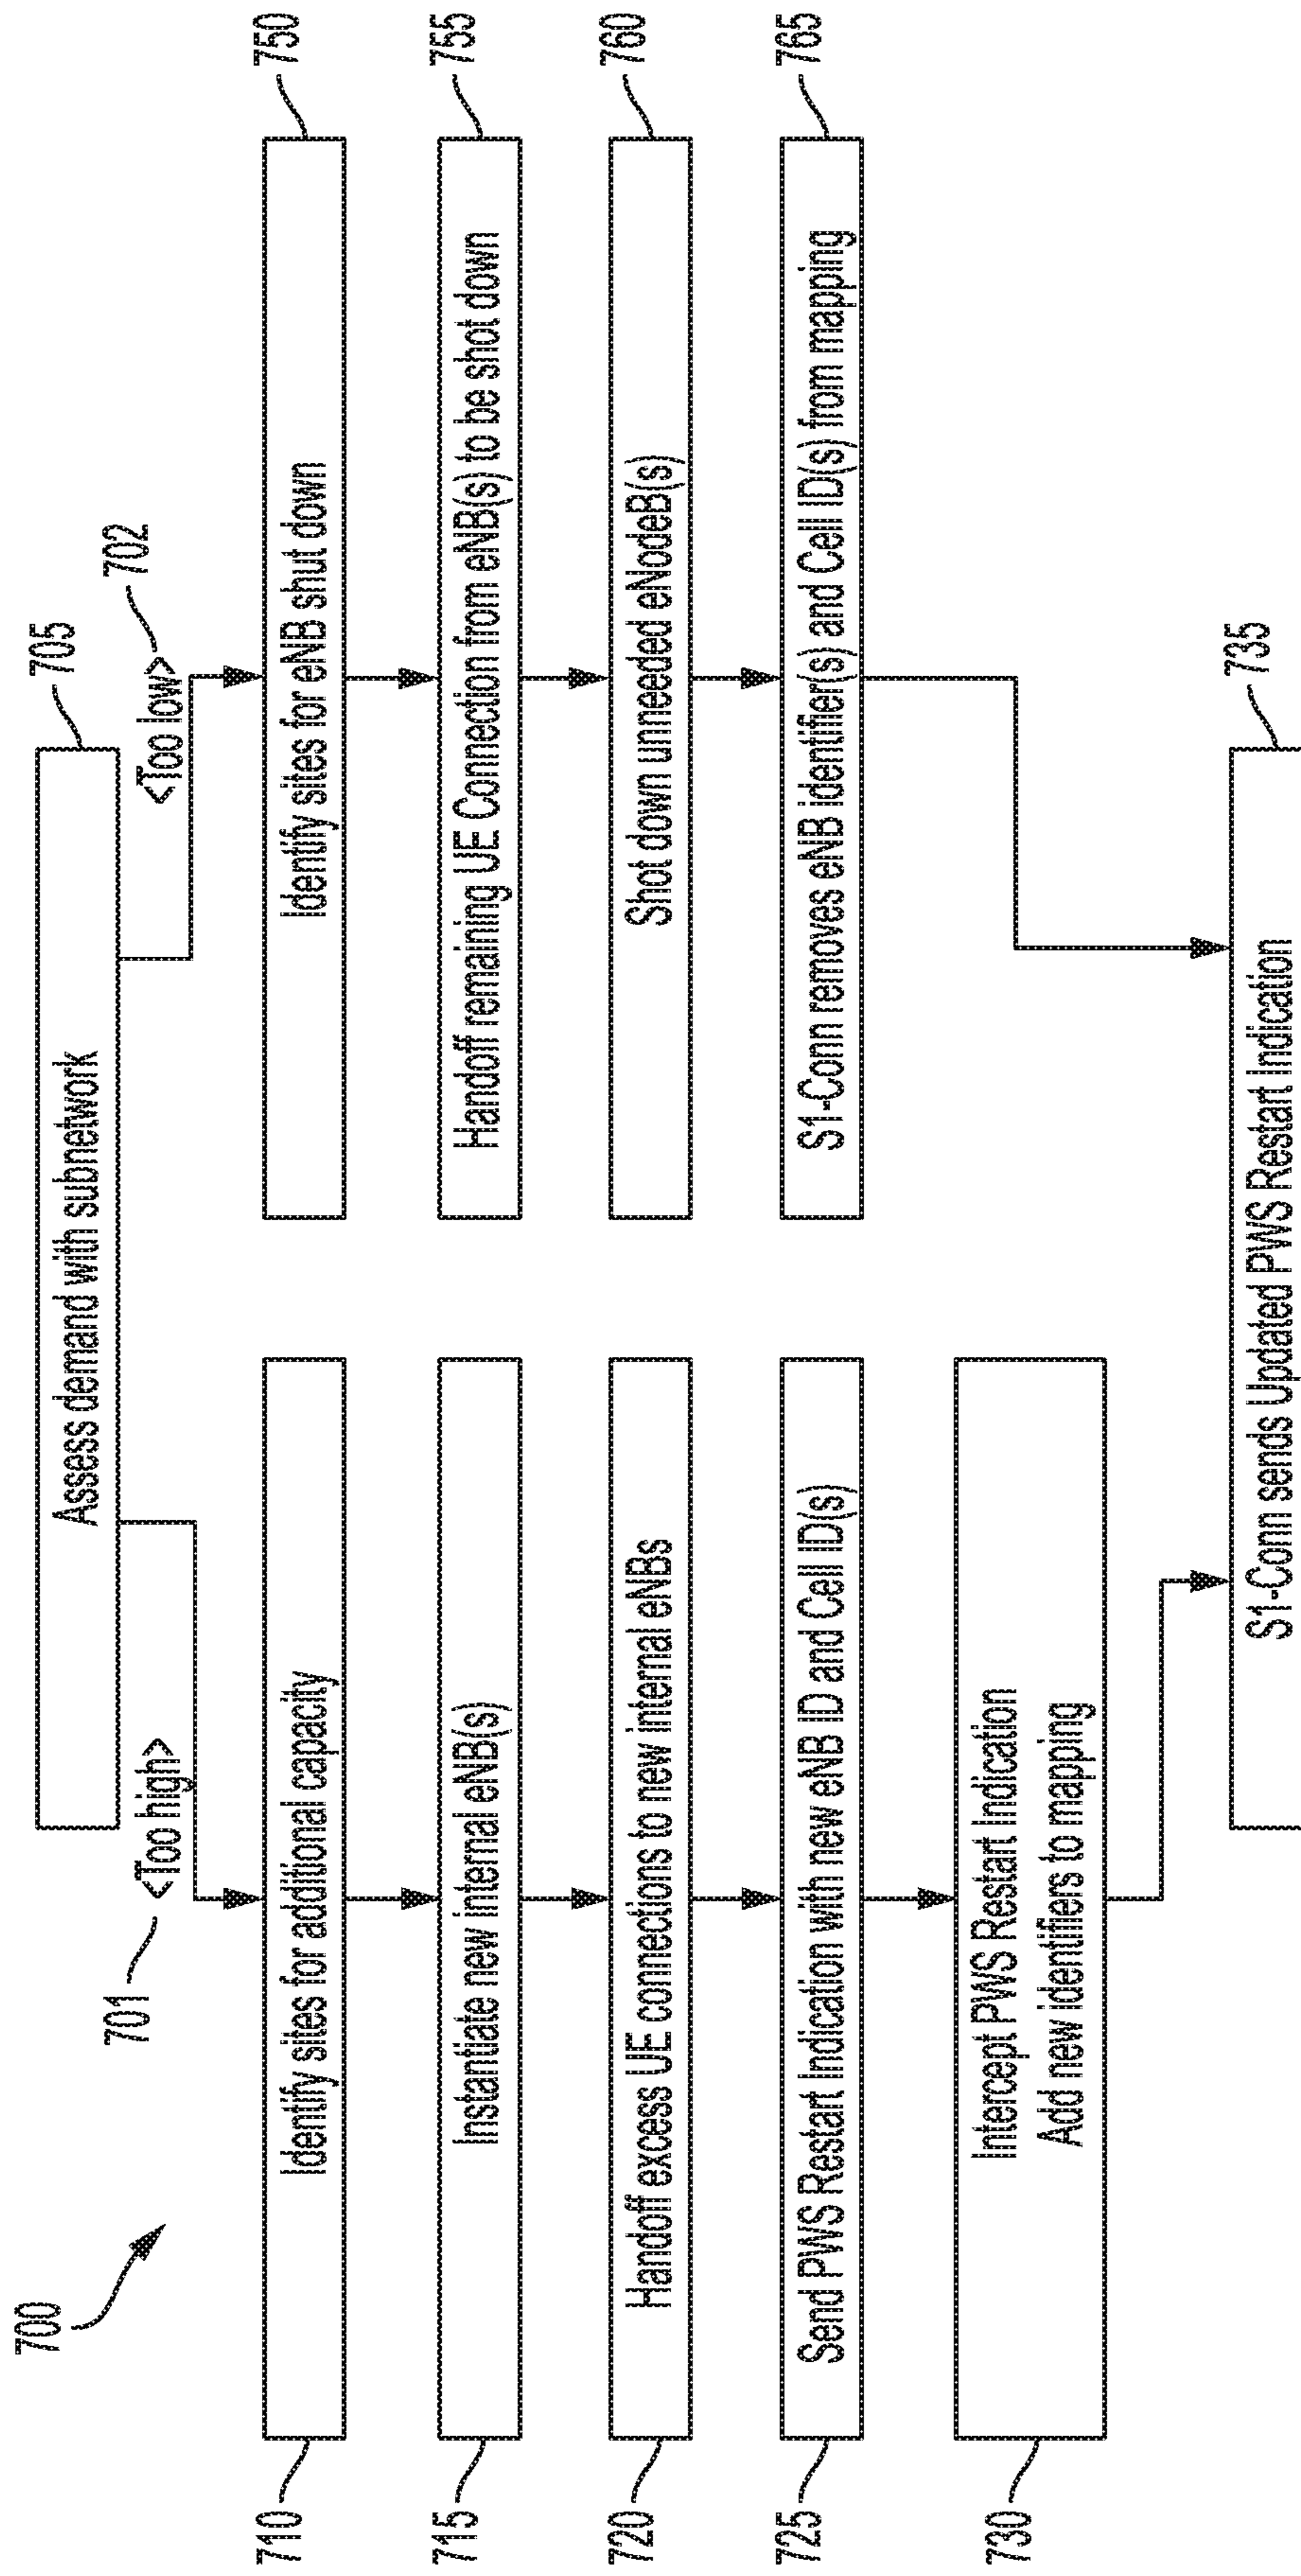 700
705
Assess demand with subnetwork
701
<Too high>
<Too low>
702
710
Identify sites for additional capacity
715
Instantiate new internal eNB(s)
720
Handoff excess UE connections to new internal eNBs
725
Send PWS Restart Indication with new eNB ID and Cell ID(s)
730
Intercept PWS Restart Indication
Add new identifiers to mapping
750
Identify sites for eNB shut down
755
Handoff remaining UE Connection from eNB(s) to be shot down
760
Shot down unneeded eNodeB(s)
765
S1-Conn removes eNB identifier(s) and Cell ID(s) from mapping
735
S1-Conn sends Updated PWS Restart Indication